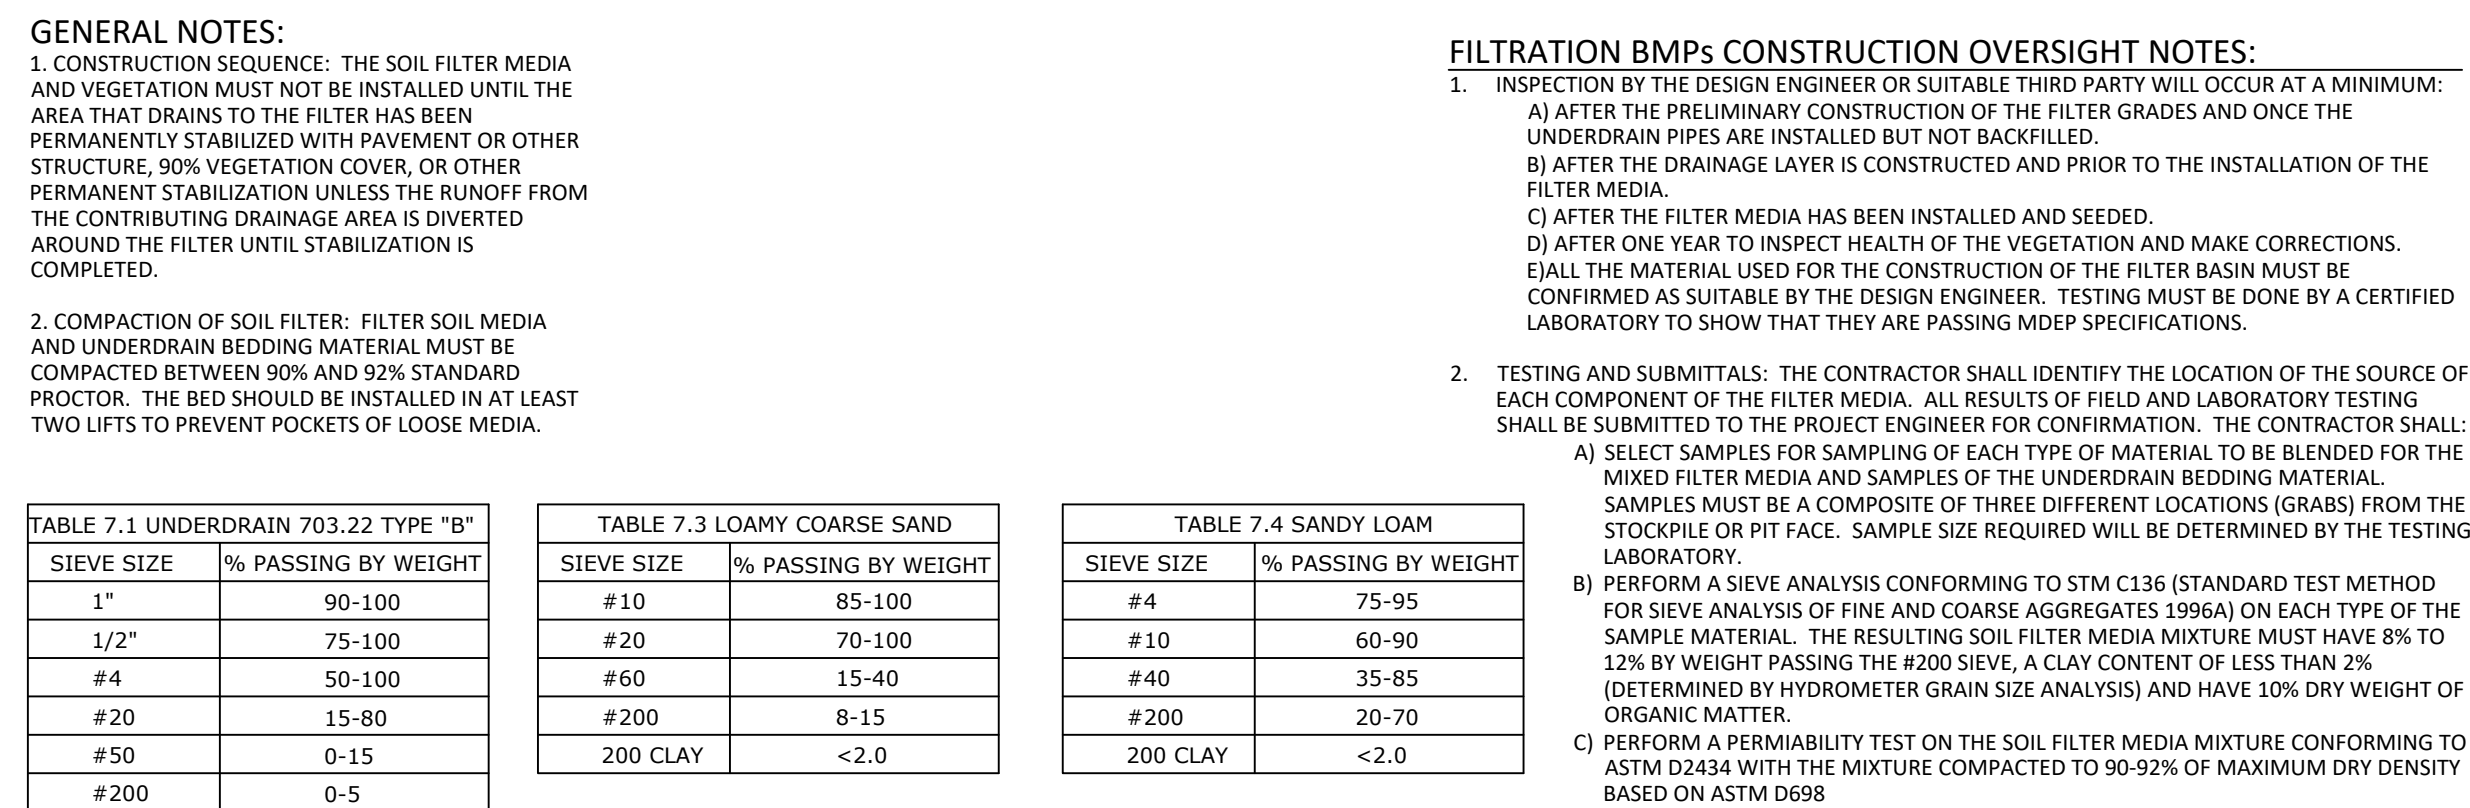 GENERAL NOTES:
1. CONSTRUCTION SEQUENCE: THE SOIL FILTER MEDIA
AND VEGETATION MUST NOT BE INSTALLED UNTIL THE
AREA THAT DRAINS TO THE FILTER HAS BEEN
PERMANENTLY STABILIZED WITH PAVEMENT OR OTHER
STRUCTURE, 90% VEGETATION COVER, OR OTHER
PERMANENT STABILIZATION UNLESS THE RUNOFF FROM
THE CONTRIBUTING DRAINAGE AREA IS DIVERTED
AROUND THE FILTER UNTIL STABILIZATION IS
COMPLETED.
2. COMPACTION OF SOIL FILTER: FILTER SOIL MEDIA
AND UNDERDRAIN BEDDING MATERIAL MUST BE
COMPACTED BETWEEN 90% AND 92% STANDARD
PROCTOR. THE BED SHOULD BE INSTALLED IN AT LEAST
TWO LIFTS TO PREVENT POCKETS OF LOOSE MEDIA.
TABLE 7.1 UNDERDRAIN 703.22 TYPE "B"
SIEVE SIZE % PASSING BY WEIGHT
1" 90-100
1/2" 75-100
#4 50-100
#20 15-80
#50 0-15
#200 0-5
TABLE 7.3 LOAMY COARSE SAND
SIEVE SIZE % PASSING BY WEIGHT
#10 85-100
#20 70-100
#60 15-40
#200 8-15
200 CLAY <2.0
TABLE 7.4 SANDY LOAM
SIEVE SIZE % PASSING BY WEIGHT
#4 75-95
#10 60-90
#40 35-85
#200 20-70
200 CLAY <2.0
FILTRATION BMPs CONSTRUCTION OVERSIGHT NOTES:
1. INSPECTION BY THE DESIGN ENGINEER OR SUITABLE THIRD PARTY WILL OCCUR AT A MINIMUM:
A) AFTER THE PRELIMINARY CONSTRUCTION OF THE FILTER GRADES AND ONCE THE
UNDERDRAIN PIPES ARE INSTALLED BUT NOT BACKFILLED.
B) AFTER THE DRAINAGE LAYER IS CONSTRUCTED AND PRIOR TO THE INSTALLATION OF THE
FILTER MEDIA.
C) AFTER THE FILTER MEDIA HAS BEEN INSTALLED AND SEEDED.
D) AFTER ONE YEAR TO INSPECT HEALTH OF THE VEGETATION AND MAKE CORRECTIONS.
E)ALL THE MATERIAL USED FOR THE CONSTRUCTION OF THE FILTER BASIN MUST BE
CONFIRMED AS SUITABLE BY THE DESIGN ENGINEER. TESTING MUST BE DONE BY A CERTIFIED
LABORATORY TO SHOW THAT THEY ARE PASSING MDEP SPECIFICATIONS.
2. TESTING AND SUBMITTALS: THE CONTRACTOR SHALL IDENTIFY THE LOCATION OF THE SOURCE OF
EACH COMPONENT OF THE FILTER MEDIA. ALL RESULTS OF FIELD AND LABORATORY TESTING
SHALL BE SUBMITTED TO THE PROJECT ENGINEER FOR CONFIRMATION. THE CONTRACTOR SHALL:
A) SELECT SAMPLES FOR SAMPLING OF EACH TYPE OF MATERIAL TO BE BLENDED FOR THE
MIXED FILTER MEDIA AND SAMPLES OF THE UNDERDRAIN BEDDING MATERIAL.
SAMPLES MUST BE A COMPOSITE OF THREE DIFFERENT LOCATIONS (GRABS) FROM THE
STOCKPILE OR PIT FACE. SAMPLE SIZE REQUIRED WILL BE DETERMINED BY THE TESTING
LABORATORY.
B) PERFORM A SIEVE ANALYSIS CONFORMING TO STM C136 (STANDARD TEST METHOD
FOR SIEVE ANALYSIS OF FINE AND COARSE AGGREGATES 1996A) ON EACH TYPE OF THE
SAMPLE MATERIAL. THE RESULTING SOIL FILTER MEDIA MIXTURE MUST HAVE 8% TO
12% BY WEIGHT PASSING THE #200 SIEVE, A CLAY CONTENT OF LESS THAN 2%
(DETERMINED BY HYDROMETER GRAIN SIZE ANALYSIS) AND HAVE 10% DRY WEIGHT OF
ORGANIC MATTER.
C) PERFORM A PERMIABILITY TEST ON THE SOIL FILTER MEDIA MIXTURE CONFORMING TO
ASTM D2434 WITH THE MIXTURE COMPACTED TO 90-92% OF MAXIMUM DRY DENSITY
BASED ON ASTM D698